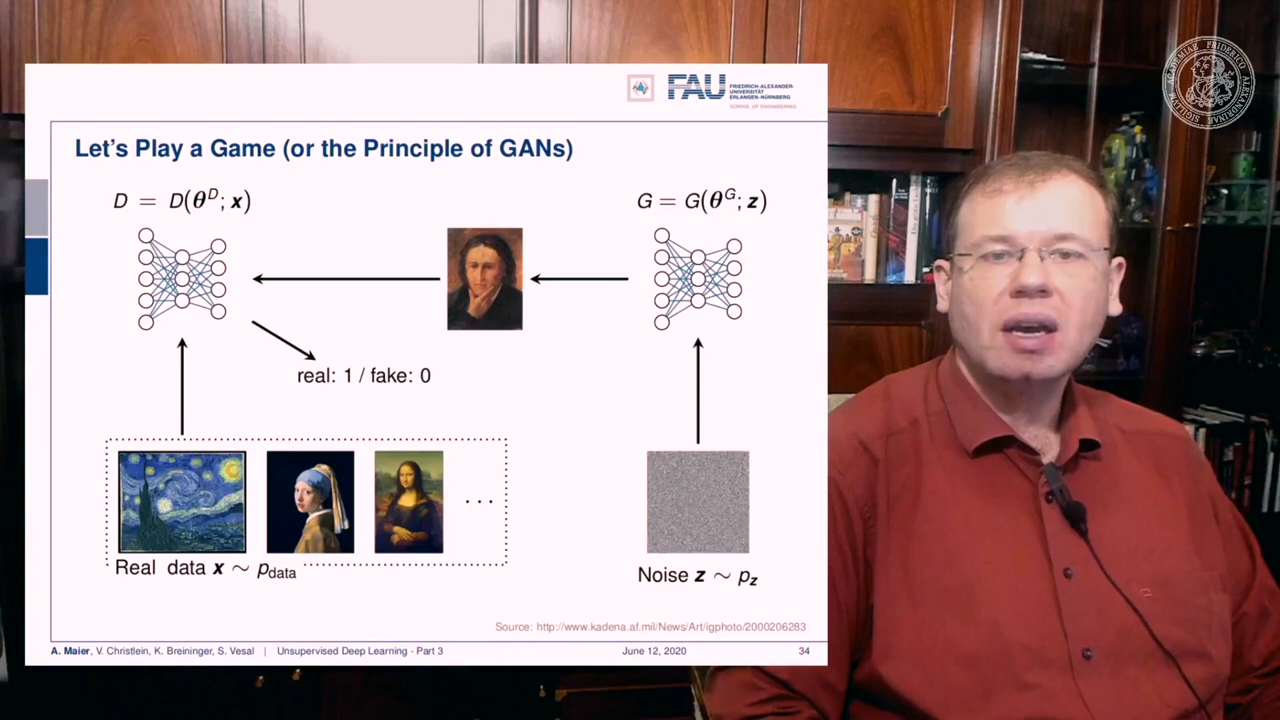 FAU
FRIEDRICH-ALEXANDER-
UNIVERSITÄT
ERLANGEN-NÜRNBERG
SCHOOL OF ENGINEERING
Let's Play a Game (or the Principle of GANs)
D = D(θ^D; x)
G = G(θ^G; z)
real: 1 / fake: 0
...
Real data x ∼ p_data
Noise z ∼ p_z
Source: http://www.kadena.af.mil/News/Art/igphoto/2000206283
A. Maier, V. Christlein, K. Breininger, S. Vesal | Unsupervised Deep Learning - Part 3 June 12, 2020 34